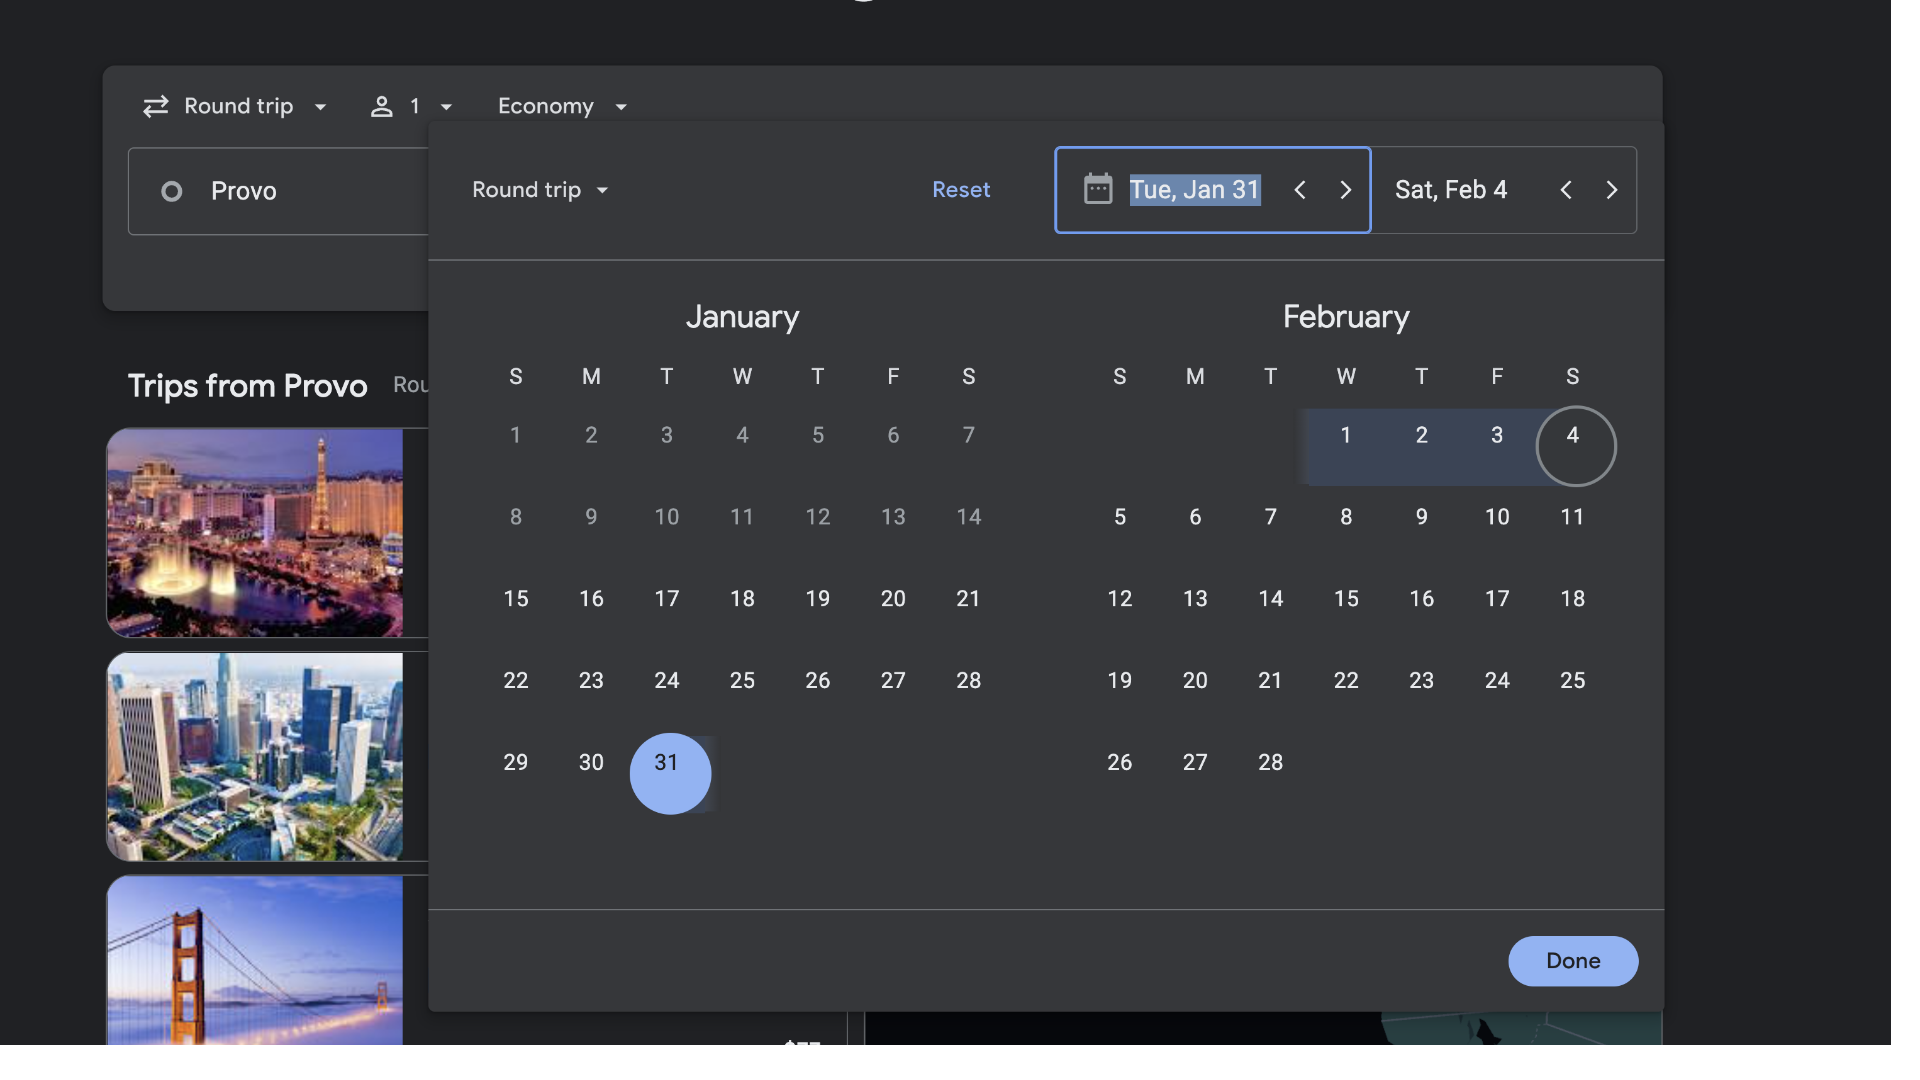 Round trip 1 Economy
Provo
Round trip Reset Tue, Jan 31 Sat, Feb 4
January
S M T W T F S
1 2 3 4 5 6 7
8 9 10 11 12 13 14
15 16 17 18 19 20 21
22 23 24 25 26 27 28
29 30 31
February
S M T W T F S
1 2 3 4
5 6 7 8 9 10 11
12 13 14 15 16 17 18
19 20 21 22 23 24 25
26 27 28
Trips from Provo Rou
Done